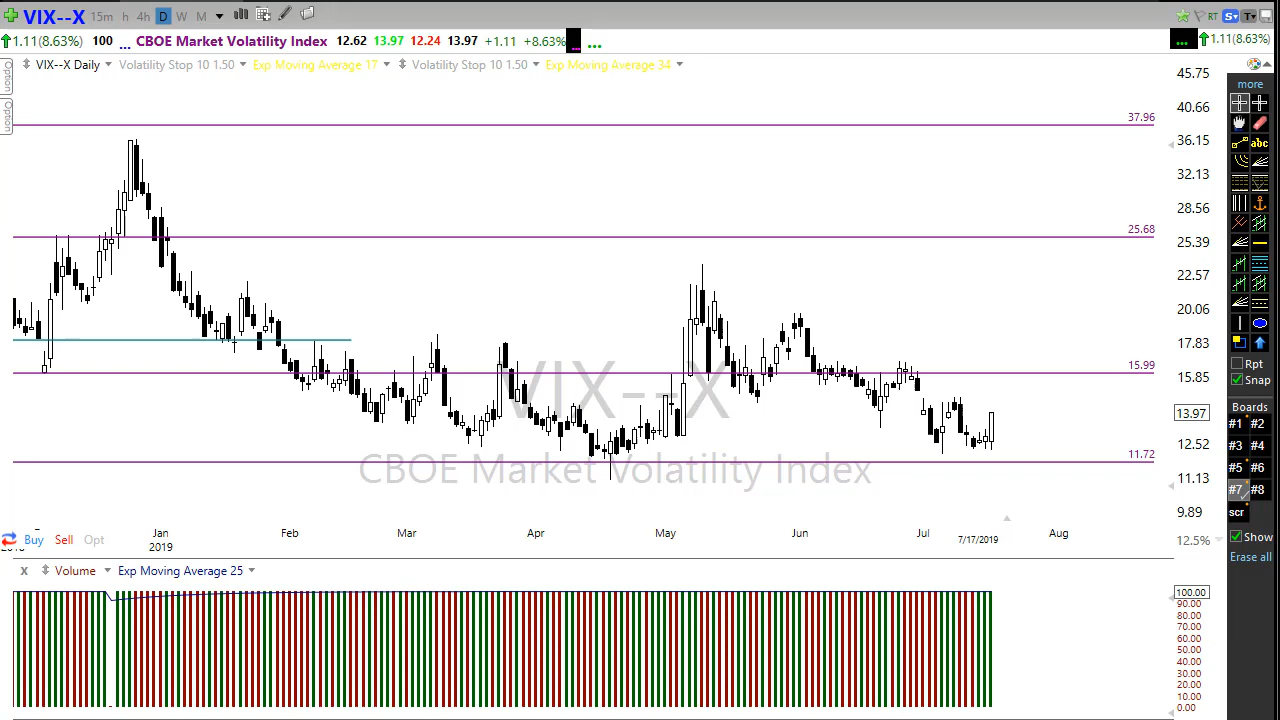 VIX--X 15m h 4h D W M RT S T
1.11(8.63%) 100 ... CBOE Market Volatility Index 12.62 13.97 12.24 13.97 +1.11 +8.63% ... ... 1.11(8.63%)
VIX--X Daily Volatility Stop 10 1.50 Exp Moving Average 17 Volatility Stop 10 1.50 Exp Moving Average 34
Option
Option
45.75
40.66
36.15
32.13
28.56
25.39
22.57
20.06
17.83
15.85
13.97
12.52
11.13
9.89
12.5%
37.96
25.68
15.99
11.72
VIX--X
CBOE Market Volatility Index
Jan Feb Mar Apr May Jun Jul Aug
2019 7/17/2019
Buy Sell Opt
X Volume Exp Moving Average 25
100.00
90.00
80.00
70.00
60.00
50.00
40.00
30.00
20.00
10.00
0.00
more
abc
Rpt
Snap
Boards
#1 #2
#3 #4
#5 #6
#7 #8
scr
Show
Erase all